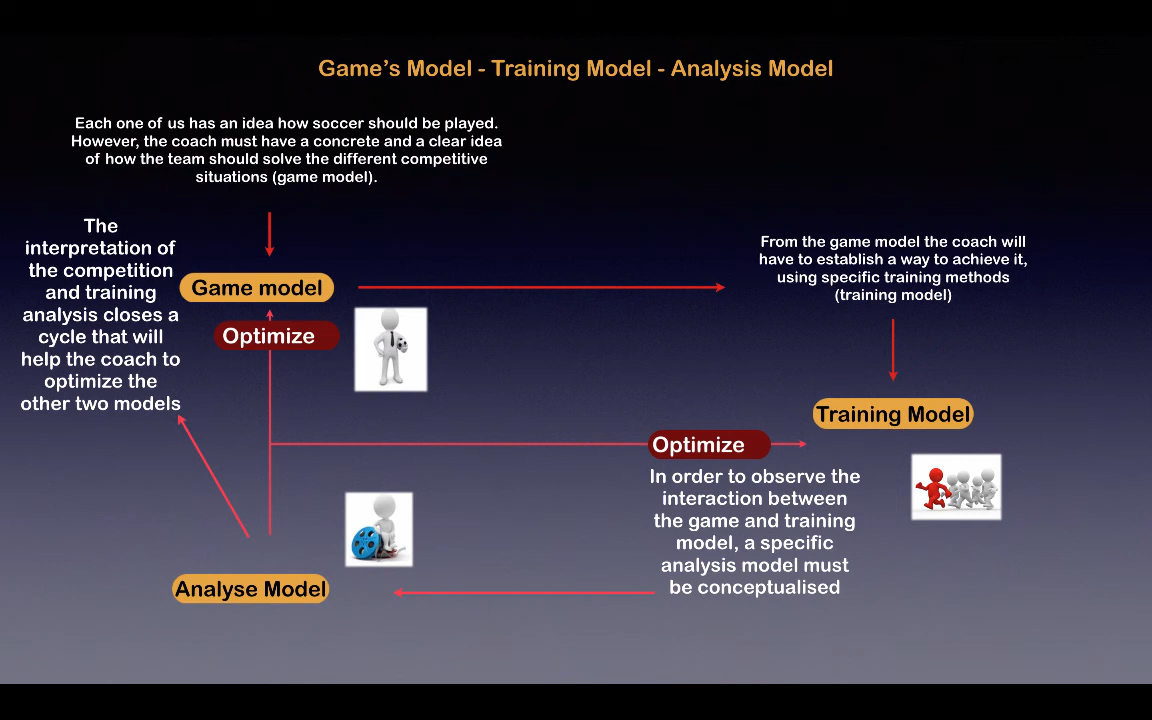 Game's Model - Training Model - Analysis Model
Each one of us has an idea how soccer should be played.
However, the coach must have a concrete and a clear idea
of how the team should solve the different competitive
situations (game model).
The
interpretation of
the competition
and training
analysis closes a
cycle that will
help the coach to
optimize the
other two models
Game model
Optimize
From the game model the coach will
have to establish a way to achieve it,
using specific training methods
(training model)
Training Model
Optimize
In order to observe the
interaction between
the game and training
model, a specific
analysis model must
be conceptualised
Analyse Model